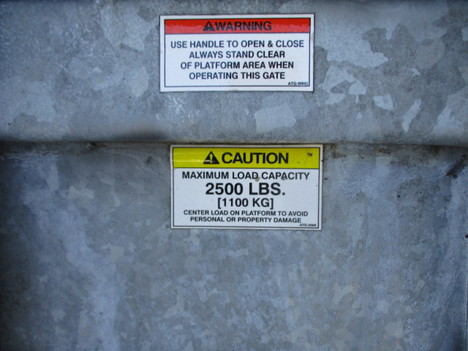 WARNING
USE HANDLE TO OPEN & CLOSE
ALWAYS STAND CLEAR
OF PLATFORM AREA WHEN
OPERATING THIS GATE
CAUTION
MAXIMUM LOAD CAPACITY
2500 LBS.
[1100 KG]
CENTER LOAD ON PLATFORM TO AVOID
PERSONAL OR PROPERTY DAMAGE